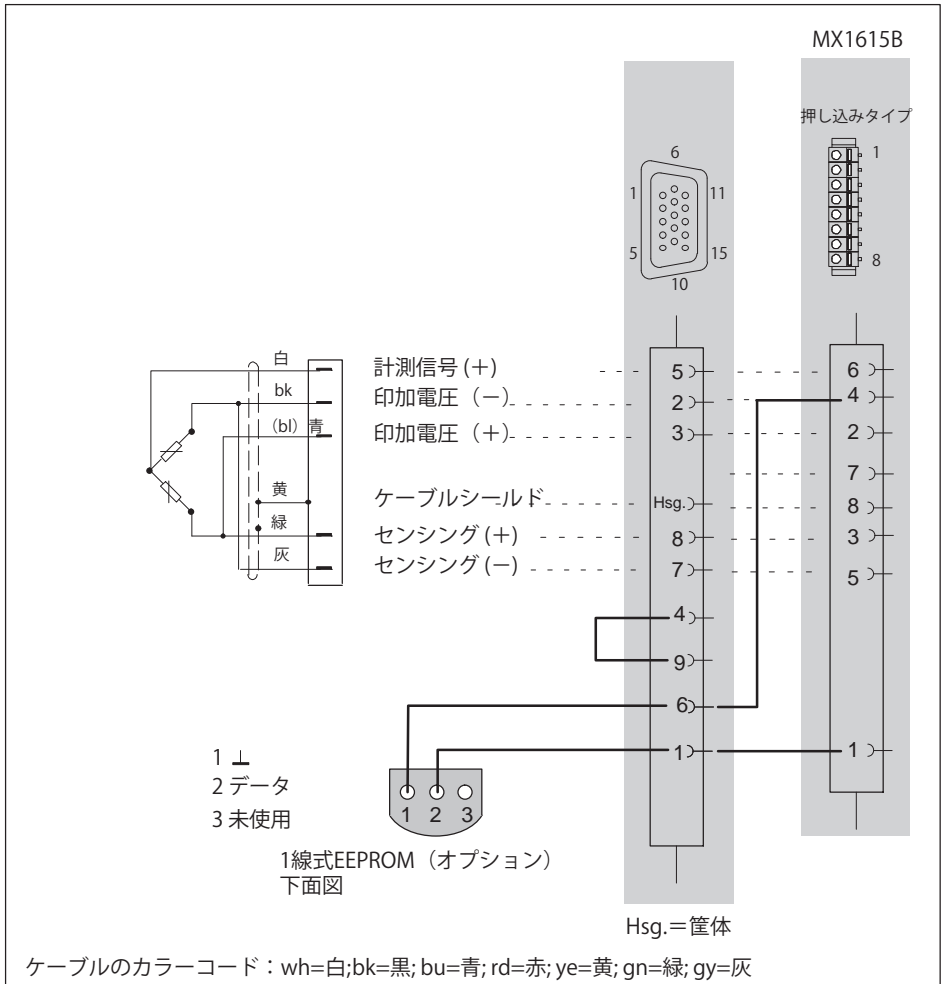 MX1615B
押し込みタイプ
1
8
6
1
11
5
15
10
白
bk
(bl) 青
黄
緑
灰
計測信号 (+)
印加電圧（−）
印加電圧（+）
ケーブルシールド
センシング (+)
センシング (−)
5
2
3
Hsg.
8
7
4
9
6
1
6
4
2
7
8
3
5
1
1 ⊥
2 データ
3 未使用
1 2 3
1線式EEPROM（オプション）
下面図
Hsg.＝筐体
ケーブルのカラーコード：wh=白;bk=黒; bu=青; rd=赤; ye=黄; gn=緑; gy=灰